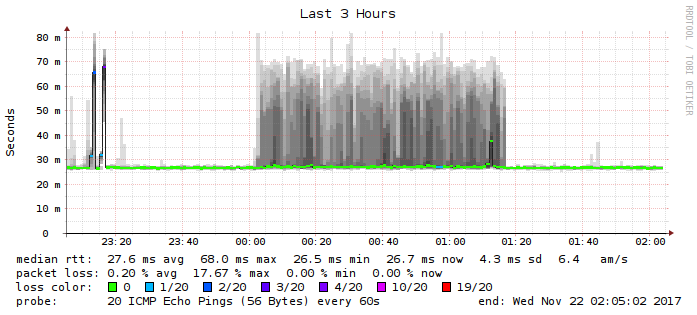 Last 3 Hours
RRDTOOL / TOBI OETIKER
Seconds
80 m
70 m
60 m
50 m
40 m
30 m
20 m
10 m
0
23:20 23:40 00:00 00:20 00:40 01:00 01:20 01:40 02:00
median rtt: 27.6 ms avg 68.0 ms max 26.5 ms min 26.7 ms now 4.3 ms sd 6.4 am/s
packet loss: 0.20 % avg 17.67 % max 0.00 % min 0.00 % now
loss color: 0 1/20 2/20 3/20 4/20 10/20 19/20
probe: 20 ICMP Echo Pings (56 Bytes) every 60s end: Wed Nov 22 02:05:02 2017